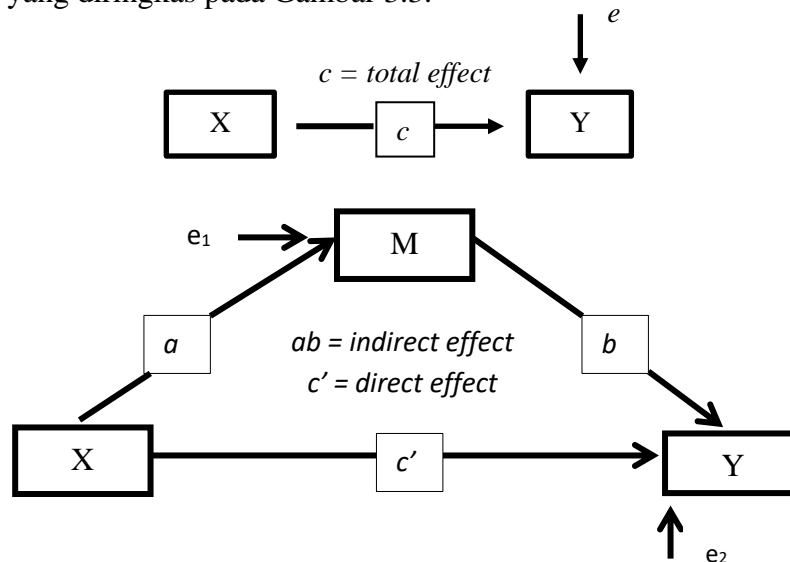 yang diringkas pada Gambar 3.3.
e
c = total effect
X
c
Y
e₁
M
a
ab = indirect effect
b
c' = direct effect
X
c'
Y
e₂